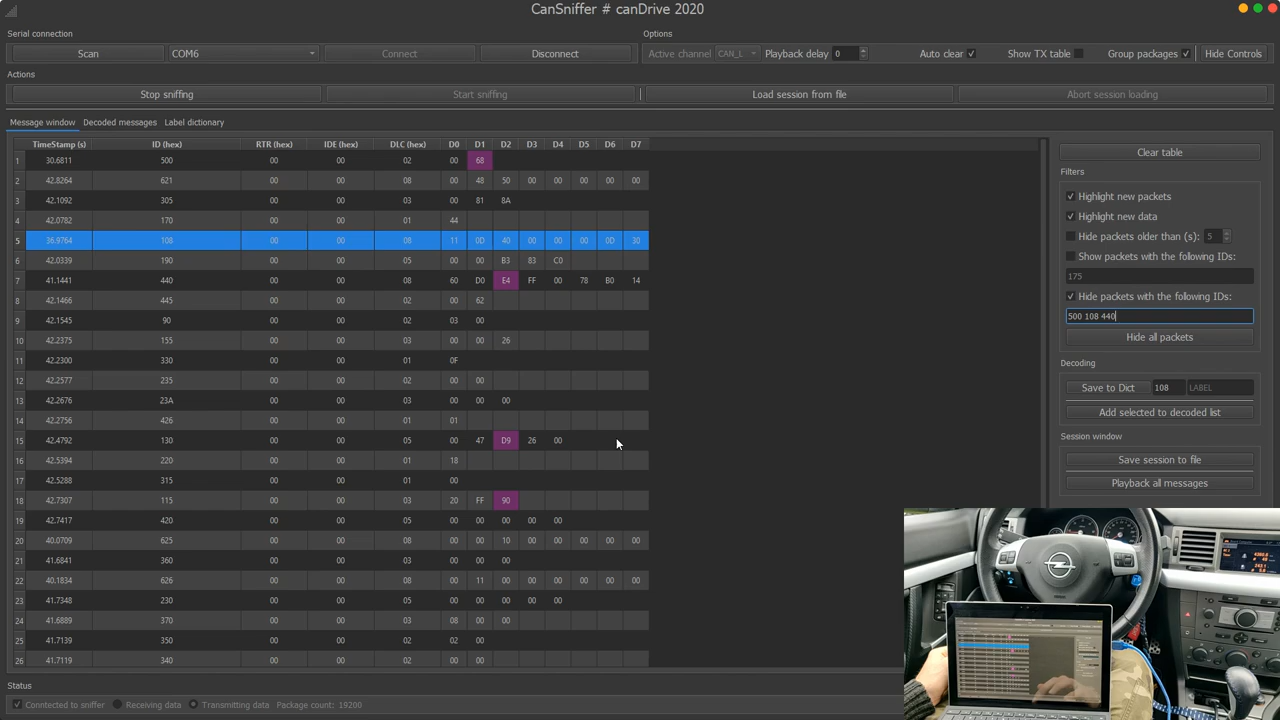 CanSniffer # canDrive 2020
Serial connection
Options
Scan COM6 Connect Disconnect
Active channel CAN_L Playback delay 0 Auto clear Show TX table Group packages Hide Controls
Actions
Stop sniffing Start sniffing Load session from file Abort session loading
Message window Decoded messages Label dictionary
TimeStamp (s) ID (hex) RTR (hex) IDE (hex) DLC (hex) D0 D1 D2 D3 D4 D5 D6 D7
1 30.6811 500 00 00 02 00 68
2 42.8264 621 00 00 08 00 48 50 00 00 00 00 00
3 42.1092 305 00 00 03 00 81 8A
4 42.0782 170 00 00 01 44
5 36.9764 108 00 00 08 11 0D 40 00 00 00 0D 30
6 42.0339 190 00 00 05 00 00 B3 83 C0
7 41.1441 440 00 00 08 60 D0 E4 FF 00 78 B0 14
8 42.1466 445 00 00 02 00 62
9 42.1545 90 00 00 02 03 00
10 42.2375 155 00 00 03 00 00 26
11 42.2300 330 00 00 01 0F
12 42.2577 235 00 00 02 00 00
13 42.2676 23A 00 00 03 00 00 00
14 42.2756 426 00 00 01 01
15 42.4792 130 00 00 05 00 47 D9 26 00
16 42.5394 220 00 00 01 18
17 42.5288 315 00 00 01 00
18 42.7307 115 00 00 03 20 FF 90
19 42.7417 420 00 00 05 00 00 00 00 00
20 40.0709 625 00 00 08 00 00 10 00 00 00 00 00
21 41.6841 360 00 00 03 00 00 00
22 40.1834 626 00 00 08 00 11 00 00 00 00 00 00
23 41.7348 230 00 00 05 00 00 00 00 00
24 41.6889 370 00 00 03 08 00 00
25 41.7139 350 00 00 02 02 00
26 41.7119 340 00 00 02 00 00
Clear table
Filters
Highlight new packets
Highlight new data
Hide packets older than (s): 5
Show packets with the following IDs:
175
Hide packets with the following IDs:
500 108 440
Hide all packets
Decoding
Save to Dict 108 LABEL
Add selected to decoded list
Session window
Save session to file
Playback all messages
Status
Conntected to sniffer Receiving data Transmitting data Package count: 19200